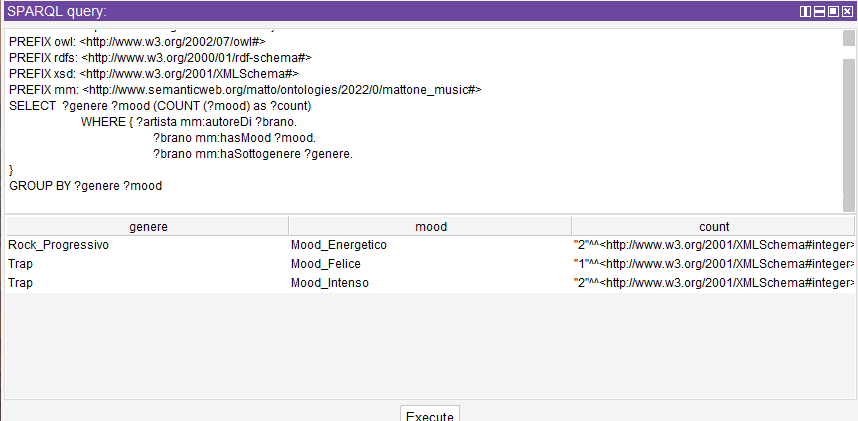 SPARQL query:
PREFIX owl: <http://www.w3.org/2002/07/owl#>
PREFIX rdfs: <http://www.w3.org/2000/01/rdf-schema#>
PREFIX xsd: <http://www.w3.org/2001/XMLSchema#>
PREFIX mm: <http://www.semanticweb.org/matto/ontologies/2022/0/mattone_music#>
SELECT ?genere ?mood (COUNT (?mood) as ?count)
WHERE { ?artista mm:autoreDi ?brano.
?brano mm:hasMood ?mood.
?brano mm:haSottogenere ?genere.
}
GROUP BY ?genere ?mood
genere mood count
Rock_Progressivo Mood_Energetico "2"^^<http://www.w3.org/2001/XMLSchema#integer>
Trap Mood_Felice "1"^^<http://www.w3.org/2001/XMLSchema#integer>
Trap Mood_Intenso "2"^^<http://www.w3.org/2001/XMLSchema#integer>
Execute